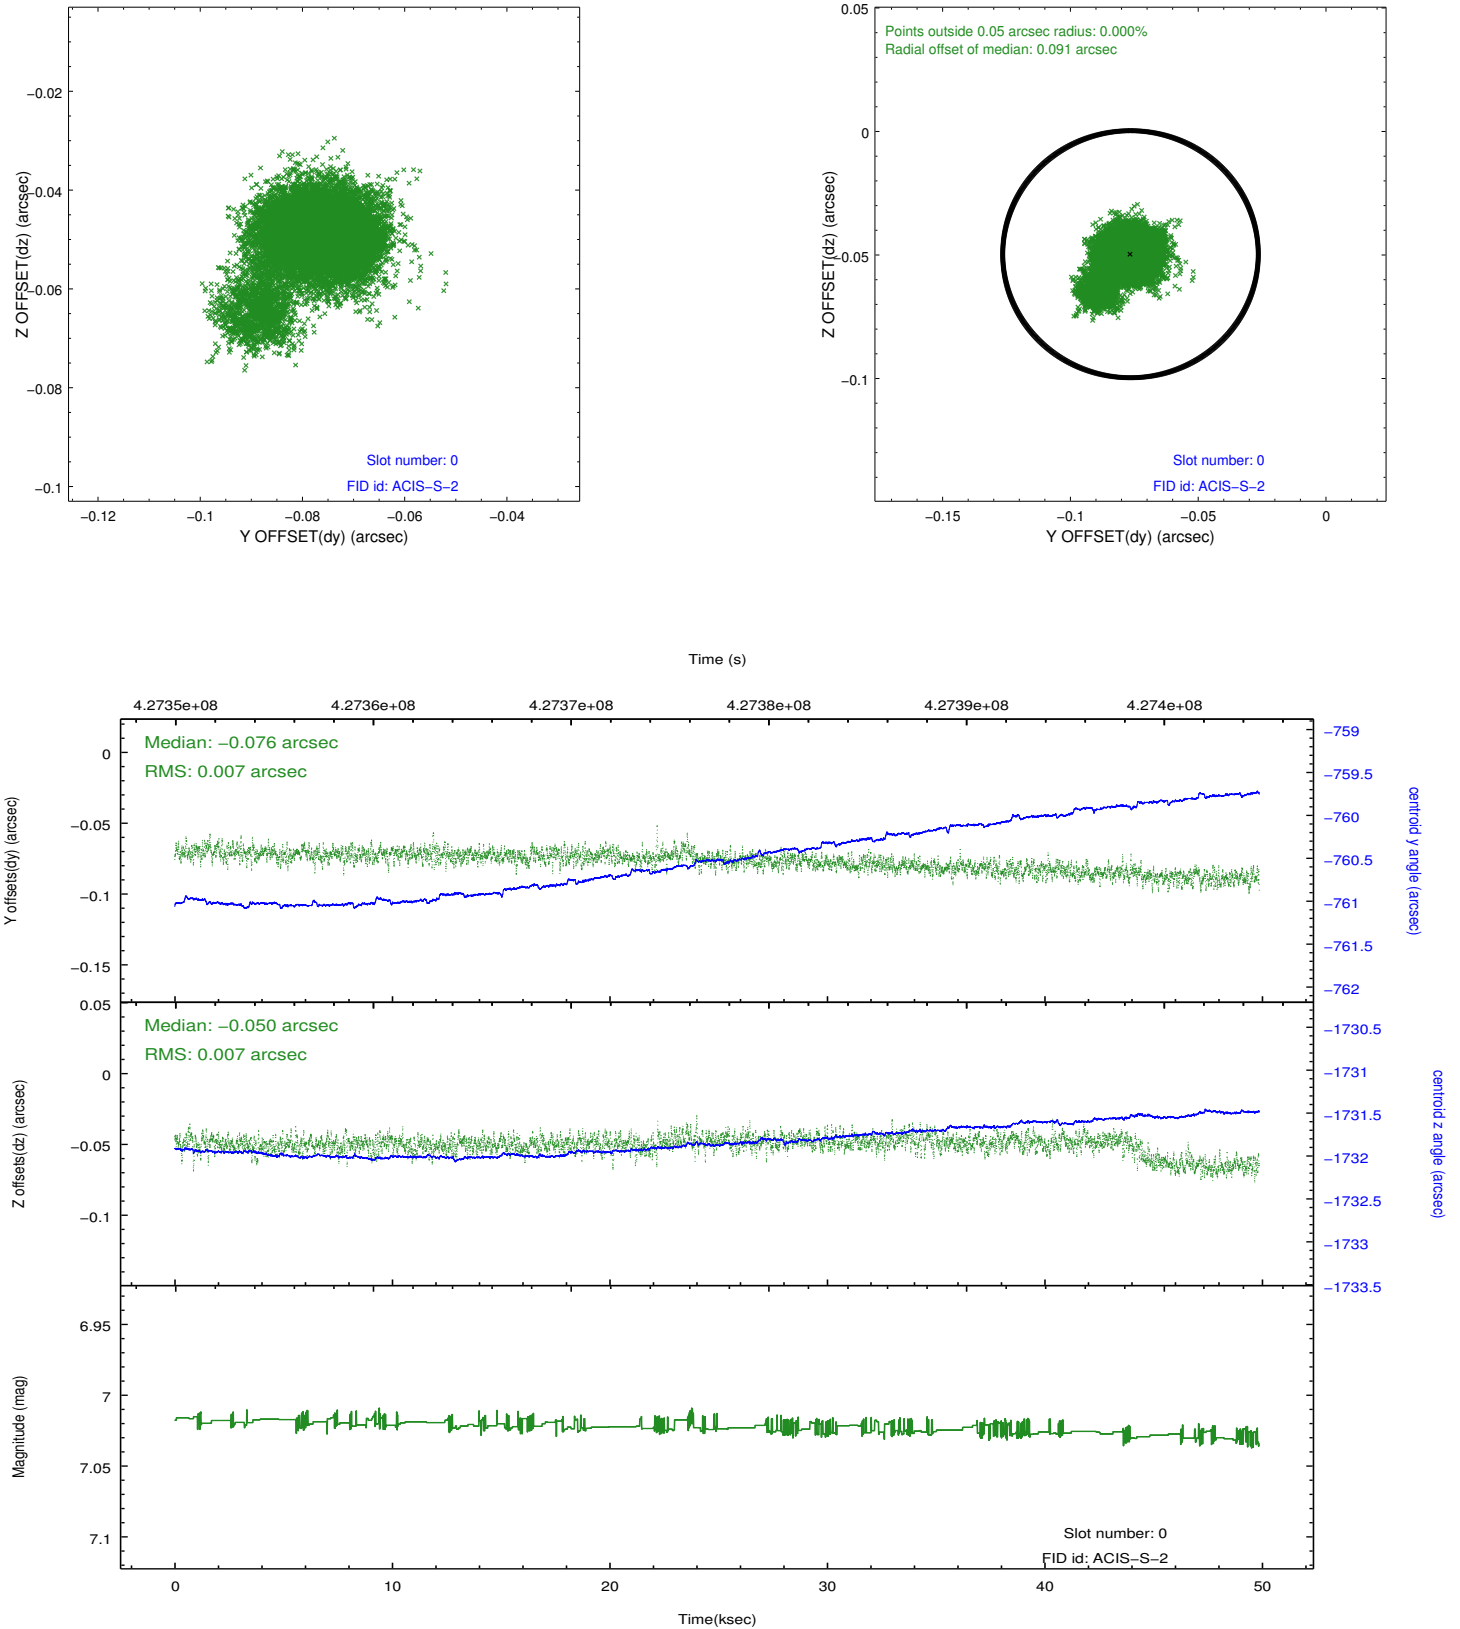 −0.02
−0.04
−0.06
−0.08
−0.1
Z OFFSET(dz) (arcsec)
Slot number: 0
FID id: ACIS−S−2
−0.12
−0.1
−0.08
−0.06
−0.04
Y OFFSET(dy) (arcsec)
0.05
0
−0.05
−0.1
Z OFFSET(dz) (arcsec)
Points outside 0.05 arcsec radius: 0.000%
Radial offset of median: 0.091 arcsec
Slot number: 0
FID id: ACIS−S−2
−0.15
−0.1
−0.05
0
Y OFFSET(dy) (arcsec)
Time (s)
4.2735e+08
4.2736e+08
4.2737e+08
4.2738e+08
4.2739e+08
4.274e+08
Median: −0.076 arcsec
RMS: 0.007 arcsec
0
−0.05
−0.1
−0.15
Y offsets(dy) (arcsec)
−759
−759.5
−760
−760.5
−761
−761.5
−762
centroid y angle (arcsec)
Median: −0.050 arcsec
RMS: 0.007 arcsec
0.05
0
−0.05
−0.1
Z offsets(dz) (arcsec)
−1730.5
−1731
−1731.5
−1732
−1732.5
−1733
−1733.5
centroid z angle (arcsec)
6.95
7
7.05
7.1
Magnitude (mag)
Slot number: 0
FID id: ACIS−S−2
0
10
20
30
40
50
Time(ksec)